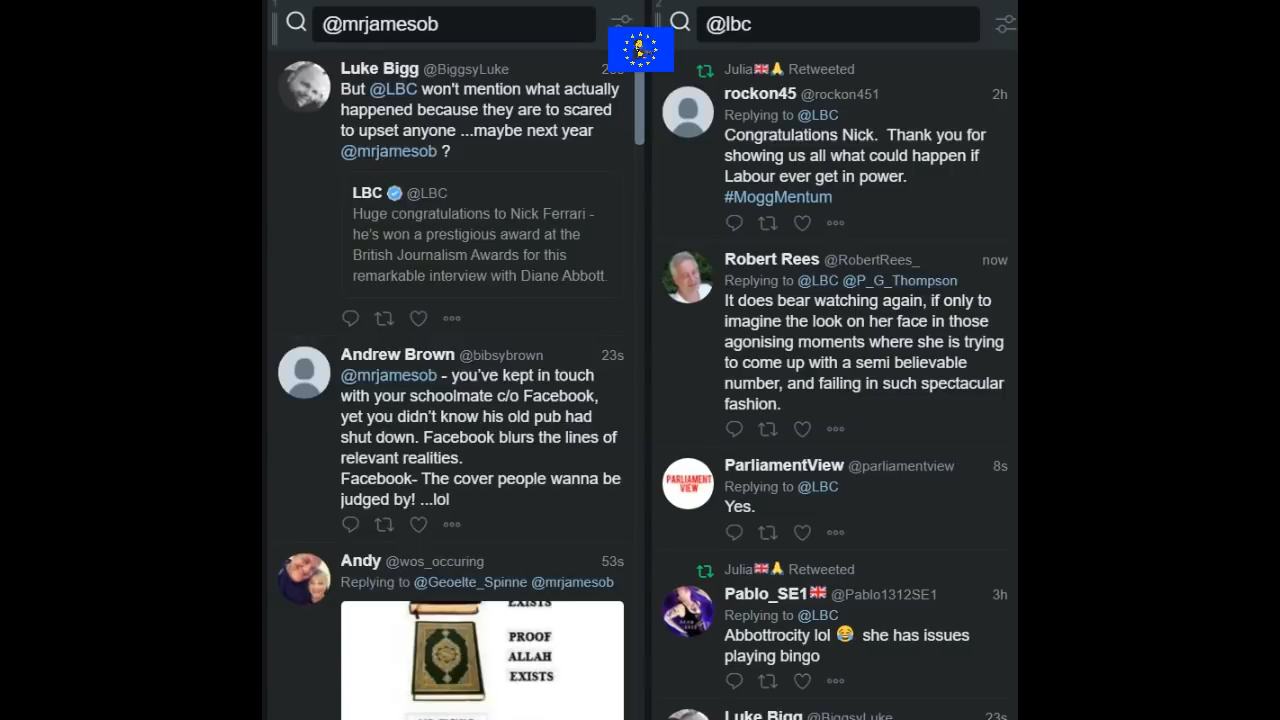 1
@mrjamesob
Luke Bigg @BiggsyLuke
But @LBC won't mention what actually
happened because they are to scared
to upset anyone ...maybe next year
@mrjamesob ?
LBC @LBC
Huge congratulations to Nick Ferrari -
he's won a prestigious award at the
British Journalism Awards for this
remarkable interview with Diane Abbott.
Andrew Brown @bibsybrown 23s
@mrjamesob - you've kept in touch
with your schoolmate c/o Facebook,
yet you didn't know his old pub had
shut down. Facebook blurs the lines of
relevant realities.
Facebook- The cover people wanna be
judged by! ...lol
Andy @wos_occuring 53s
Replying to @Geoelte_Spinne @mrjamesob
EXISTS
PROOF
ALLAH
EXISTS
2
@lbc
Julia🇬🇧🙏 Retweeted
rockon45 @rockon451 2h
Replying to @LBC
Congratulations Nick. Thank you for
showing us all what could happen if
Labour ever get in power.
#MoggMentum
Robert Rees @RobertRees_ now
Replying to @LBC @P_G_Thompson
It does bear watching again, if only to
imagine the look on her face in those
agonising moments where she is trying
to come up with a semi believable
number, and failing in such spectacular
fashion.
PARLIAMENT
VIEW
ParliamentView @parliamentview 8s
Replying to @LBC
Yes.
Julia🇬🇧🙏 Retweeted
Pablo_SE1🇬🇧 @Pablo1312SE1 3h
Replying to @LBC
Abbottrocity lol 😂 she has issues
playing bingo
Luke Bigg @BiggsyLuke 23s